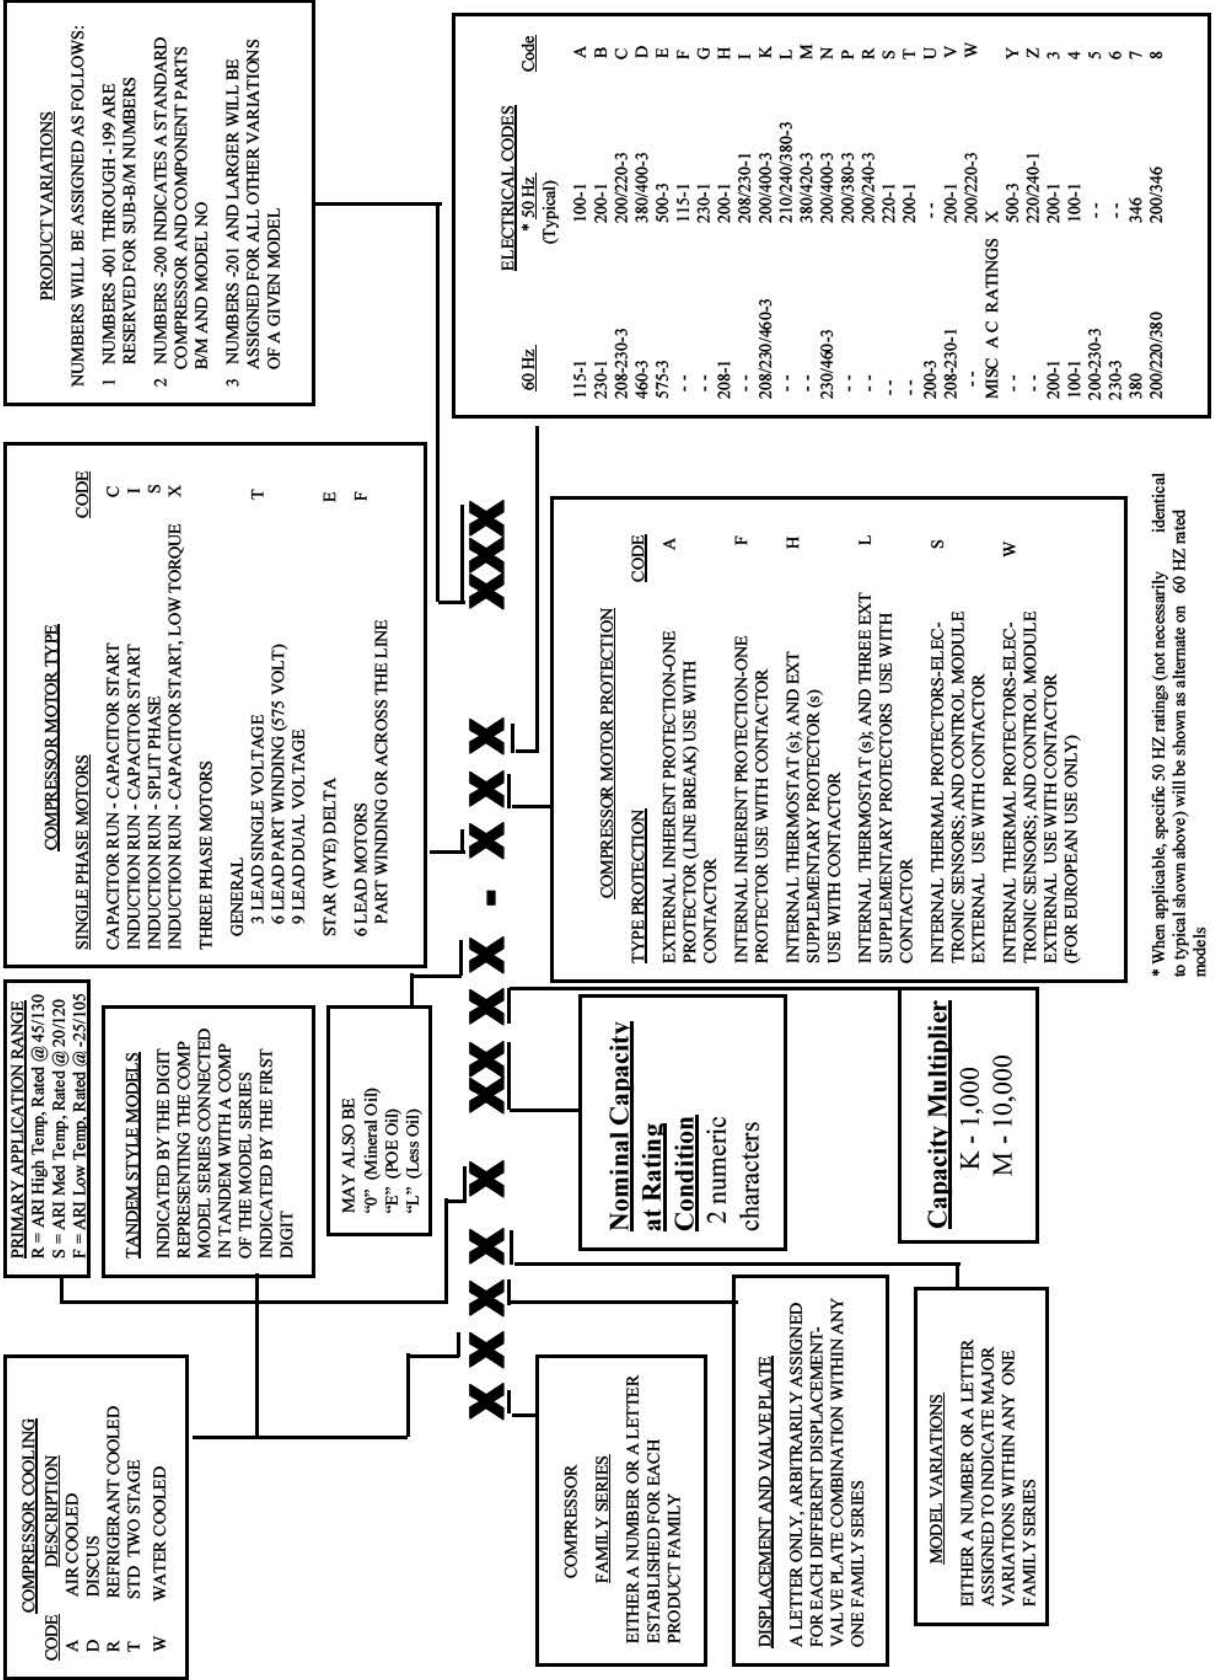 COMPRESSOR COOLING
CODE DESCRIPTION
A AIR COOLED
D DISCUS
R REFRIGERANT COOLED
T STD TWO STAGE
W WATER COOLED
PRIMARY APPLICATION RANGE
R = ARI High Temp, Rated @ 45/130
S = ARI Med Temp, Rated @ 20/120
F = ARI Low Temp, Rated @ -25/105
TANDEM STYLE MODELS
INDICATED BY THE DIGIT
REPRESENTING THE COMP
MODEL SERIES CONNECTED
IN TANDEM WITH A COMP
OF THE MODEL SERIES
INDICATED BY THE FIRST
DIGIT
MAY ALSO BE
“0” (Mineral Oil)
“E” (POE Oil)
“L” (Less Oil)
COMPRESSOR MOTOR TYPE
SINGLE PHASE MOTORS CODE
CAPACITOR RUN - CAPACITOR START C
INDUCTION RUN - CAPACITOR START I
INDUCTION RUN - SPLIT PHASE S
INDUCTION RUN - CAPACITOR START, LOW TORQUE X
THREE PHASE MOTORS
GENERAL
3 LEAD SINGLE VOLTAGE T
6 LEAD PART WINDING (575 VOLT)
9 LEAD DUAL VOLTAGE
STAR (WYE) DELTA E
6 LEAD MOTORS F
PART WINDING OR ACROSS THE LINE
PRODUCT VARIATIONS
NUMBERS WILL BE ASSIGNED AS FOLLOWS:
1 NUMBERS -001 THROUGH -199 ARE
RESERVED FOR SUB-B/M NUMBERS
2 NUMBERS -200 INDICATES A STANDARD
COMPRESSOR AND COMPONENT PARTS
B/M AND MODEL NO
3 NUMBERS -201 AND LARGER WILL BE
ASSIGNED FOR ALL OTHER VARIATIONS
OF A GIVEN MODEL
X X X X X XX X X - X X X XXX
COMPRESSOR
FAMILY SERIES
EITHER A NUMBER OR A LETTER
ESTABLISHED FOR EACH
PRODUCT FAMILY
DISPLACEMENT AND VALVE PLATE
A LETTER ONLY, ARBITRARILY ASSIGNED
FOR EACH DIFFERENT DISPLACEMENT-
VALVE PLATE COMBINATION WITHIN ANY
ONE FAMILY SERIES
MODEL VARIATIONS
EITHER A NUMBER OR A LETTER
ASSIGNED TO INDICATE MAJOR
VARIATIONS WITHIN ANY ONE
FAMILY SERIES
Nominal Capacity
at Rating
Condition
2 numeric
characters
Capacity Multiplier
K - 1,000
M - 10,000
COMPRESSOR MOTOR PROTECTION
TYPE PROTECTION CODE
EXTERNAL INHERENT PROTECTION-ONE A
PROTECTOR (LINE BREAK) USE WITH
CONTACTOR
INTERNAL INHERENT PROTECTION-ONE F
PROTECTOR USE WITH CONTACTOR
INTERNAL THERMOSTAT (s); AND EXT H
SUPPLEMENTARY PROTECTOR (s)
USE WITH CONTACTOR
INTERNAL THERMOSTAT (s); AND THREE EXT L
SUPPLEMENTARY PROTECTORS USE WITH
CONTACTOR
INTERNAL THERMAL PROTECTORS-ELEC- S
TRONIC SENSORS; AND CONTROL MODULE
EXTERNAL USE WITH CONTACTOR
INTERNAL THERMAL PROTECTORS-ELEC- W
TRONIC SENSORS; AND CONTROL MODULE
EXTERNAL USE WITH CONTACTOR
(FOR EUROPEAN USE ONLY)
ELECTRICAL CODES
60 Hz * 50 Hz Code
(Typical)
115-1 100-1 A
230-1 200-1 B
208-230-3 200/220-3 C
460-3 380/400-3 D
575-3 500-3 E
- - 115-1 F
- - 230-1 G
208-1 200-1 H
- - 208/230-1 I
208/230/460-3 200/400-3 K
- - 210/240/380-3 L
- - 380/420-3 M
230/460-3 200/400-3 N
- - 200/380-3 P
- - 200/240-3 R
- - 220-1 S
- - 200-1 T
200-3 - - U
208-230-1 200-1 V
- - 200/220-3 W
MISC A C RATINGS X
- - 500-3 Y
- - 220/240-1 Z
200-1 200-1 3
100-1 100-1 4
200-230-3 - - 5
230-3 - - 6
380 346 7
200/220/380 200/346 8
* When applicable, specific 50 HZ ratings (not necessarily identical
to typical shown above) will be shown as alternate on 60 HZ rated
models